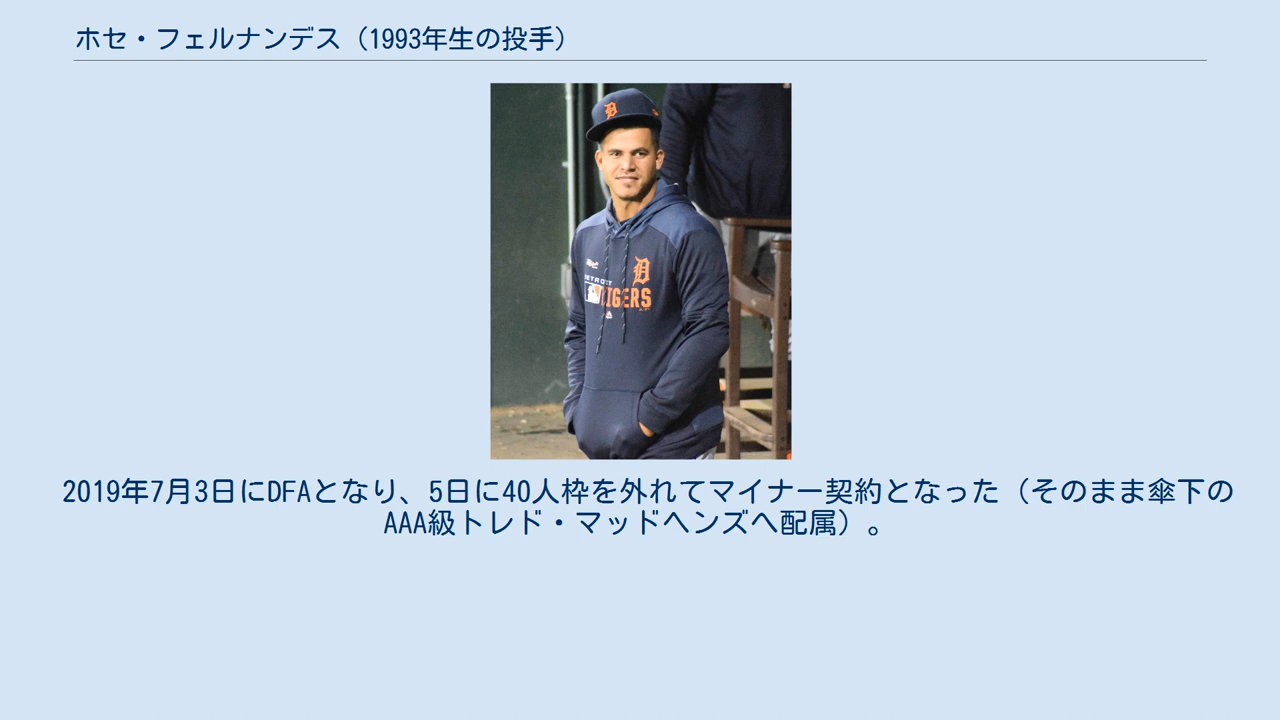 ホセ・フェルナンデス（1993年生の投手）
D
D
DETROIT
TIGERS
2019年7月3日にDFAとなり、5日に40人枠を外れてマイナー契約となった（そのまま傘下の
AAA級トレド・マッドヘンズへ配属）。